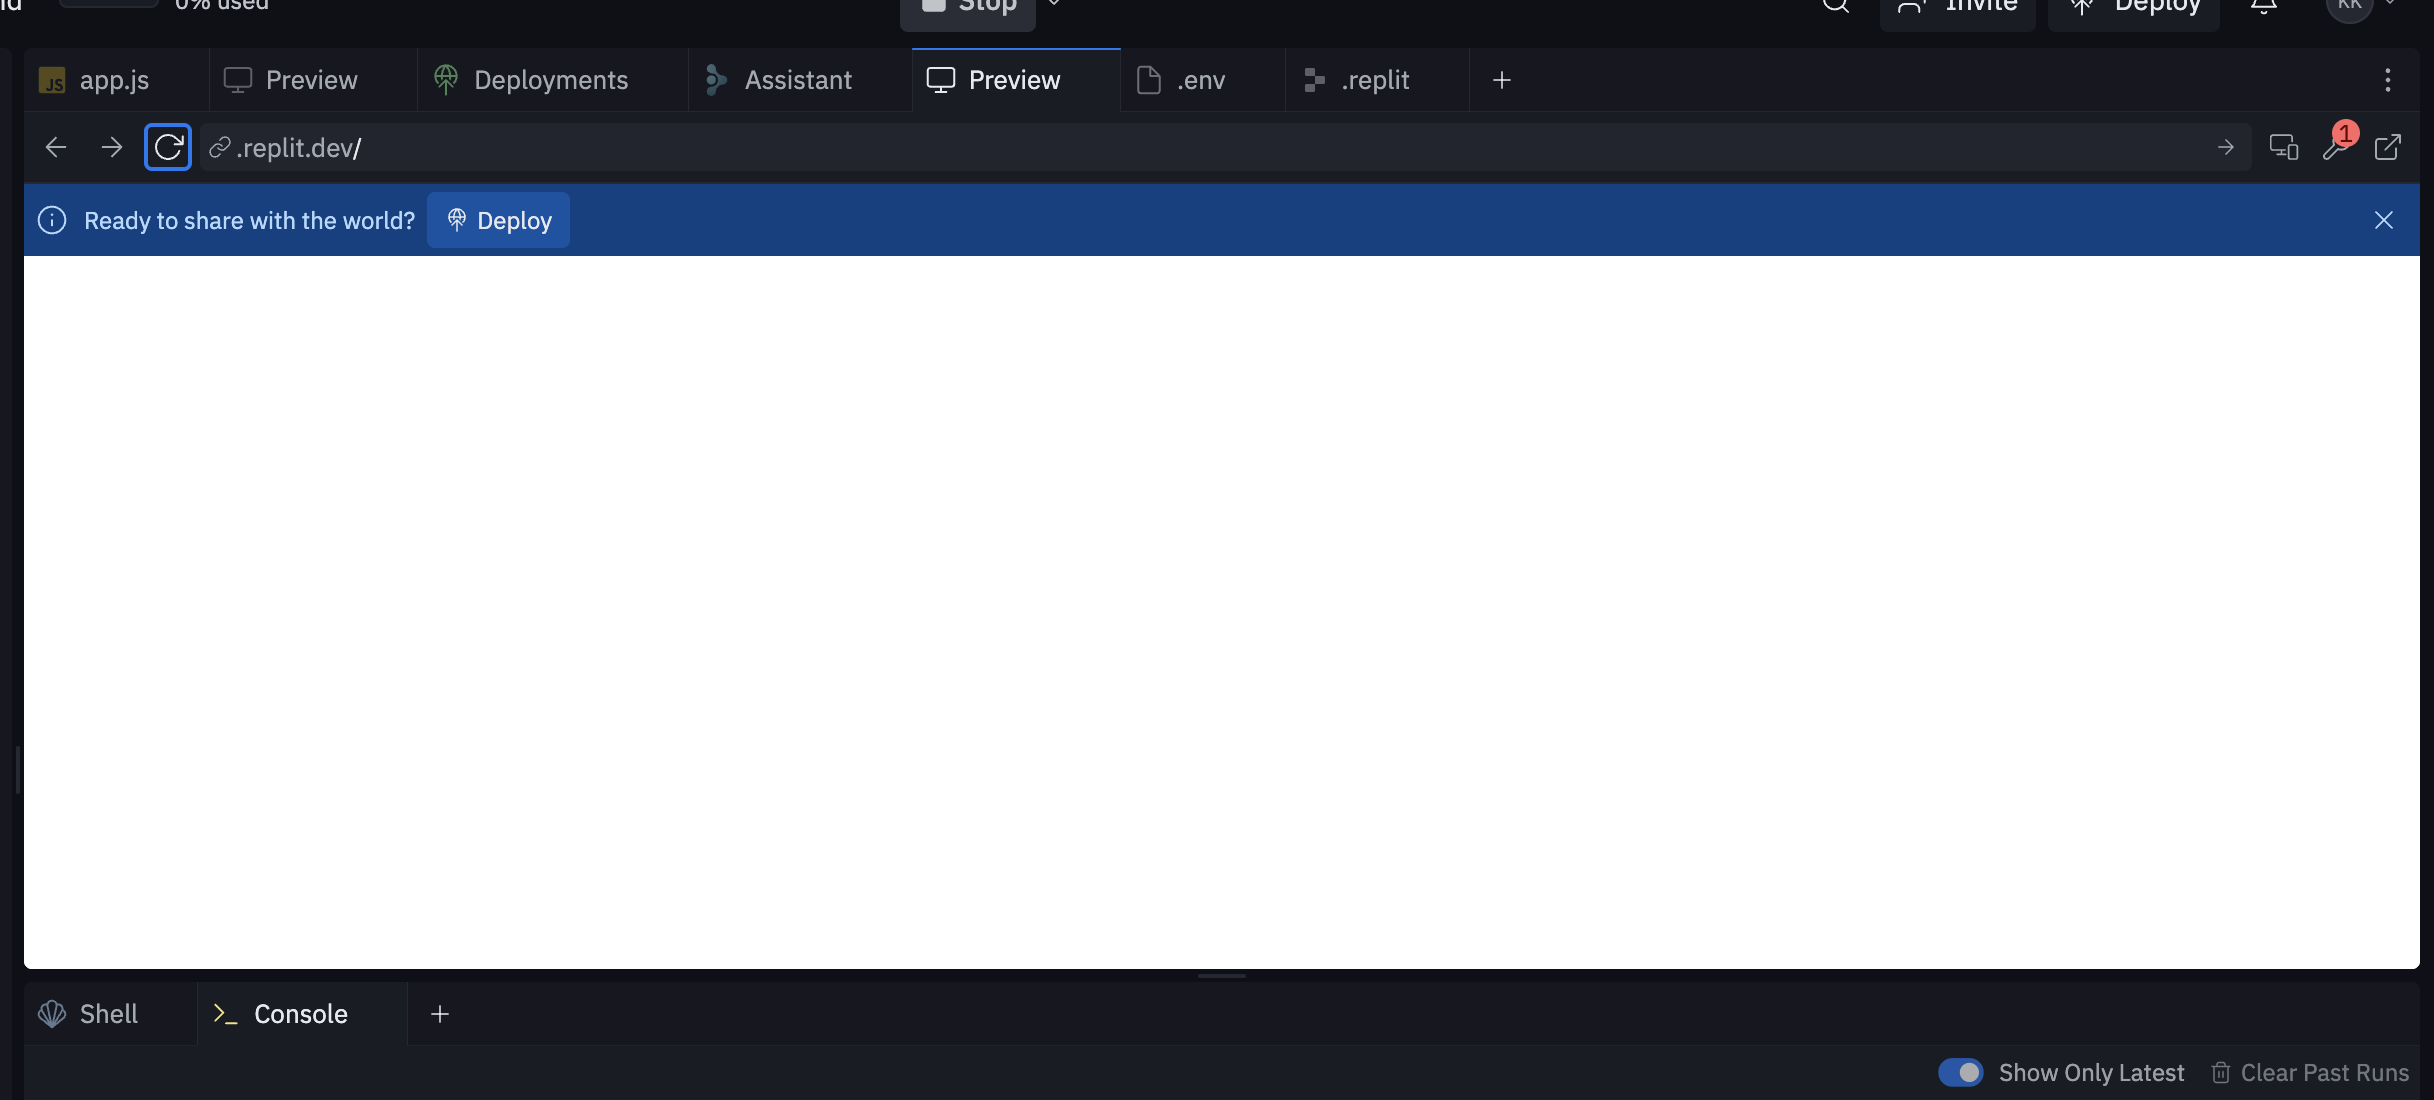 0% used
Stop
Invite
Deploy
KK
JS app.js
Preview
Deployments
Assistant
Preview
.env
.replit
.replit.dev/
1
Ready to share with the world?
Deploy
Shell
Console
Show Only Latest
Clear Past Runs